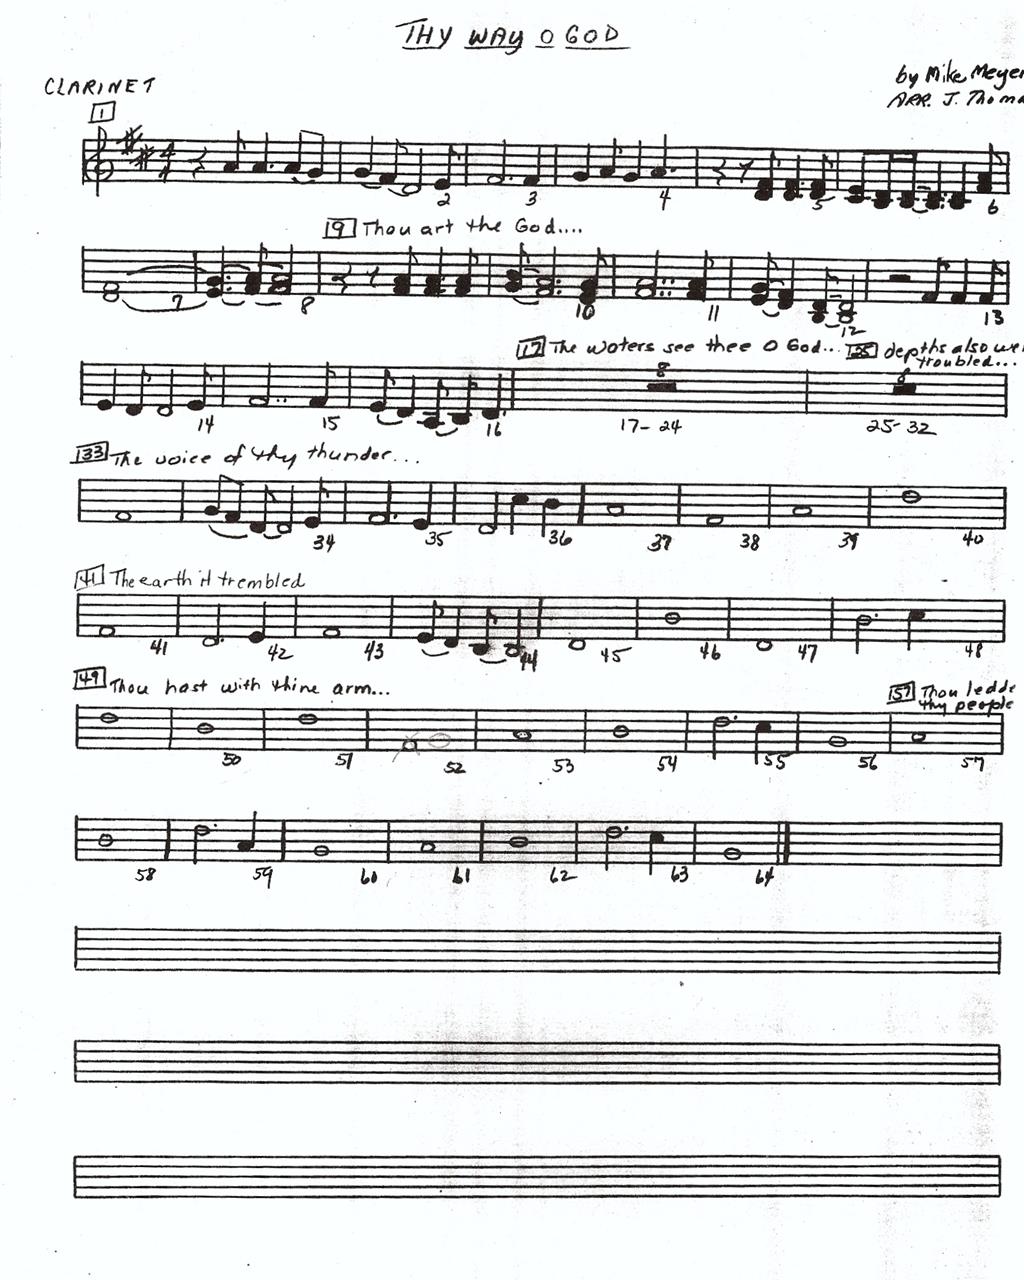 THY WAY O GOD
CLARINET
by Mike Meyer
ARR. J. Thoma
1
4 4
2 3 4 5 6
9 Thou art the God....
7 8 10 11 12 13
17 The waters see thee O God... 25 depths also we
troubled...
8 8
14 15 16 17-24 25-32
33 The voice of thy thunder...
34 35 36 37 38 39 40
41 The earth it trembled
41 42 43 44 45 46 47 48
49 Thou hast with thine arm... 57 Thou ledde
thy people
50 51 52 53 54 55 56 57
58 59 60 61 62 63 64